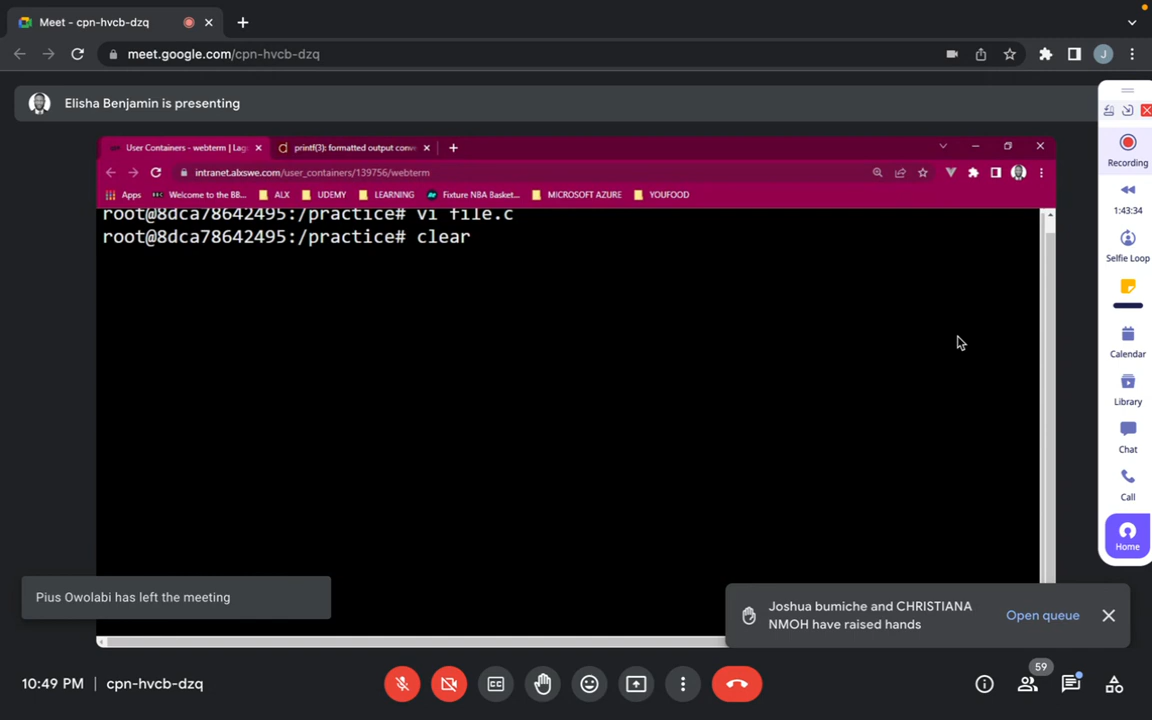 Meet - cpn-hvcb-dzq
meet.google.com/cpn-hvcb-dzq
J
Elisha Benjamin is presenting
User Containers - webterm | Lag
printf(3): formatted output conve
intranet.alxswe.com/user_containers/139756/webterm
Apps
Welcome to the BB...
ALX
UDEMY
LEARNING
Fixture NBA Basket...
MICROSOFT AZURE
YOUFOOD
root@8dca78642495:/practice# vi file.c
root@8dca78642495:/practice# clear
Recording
1:43:34
Selfie Loop
Calendar
Library
Chat
Call
Home
Pius Owolabi has left the meeting
Joshua bumiche and CHRISTIANA
NMOH have raised hands
Open queue
10:49 PM | cpn-hvcb-dzq
59